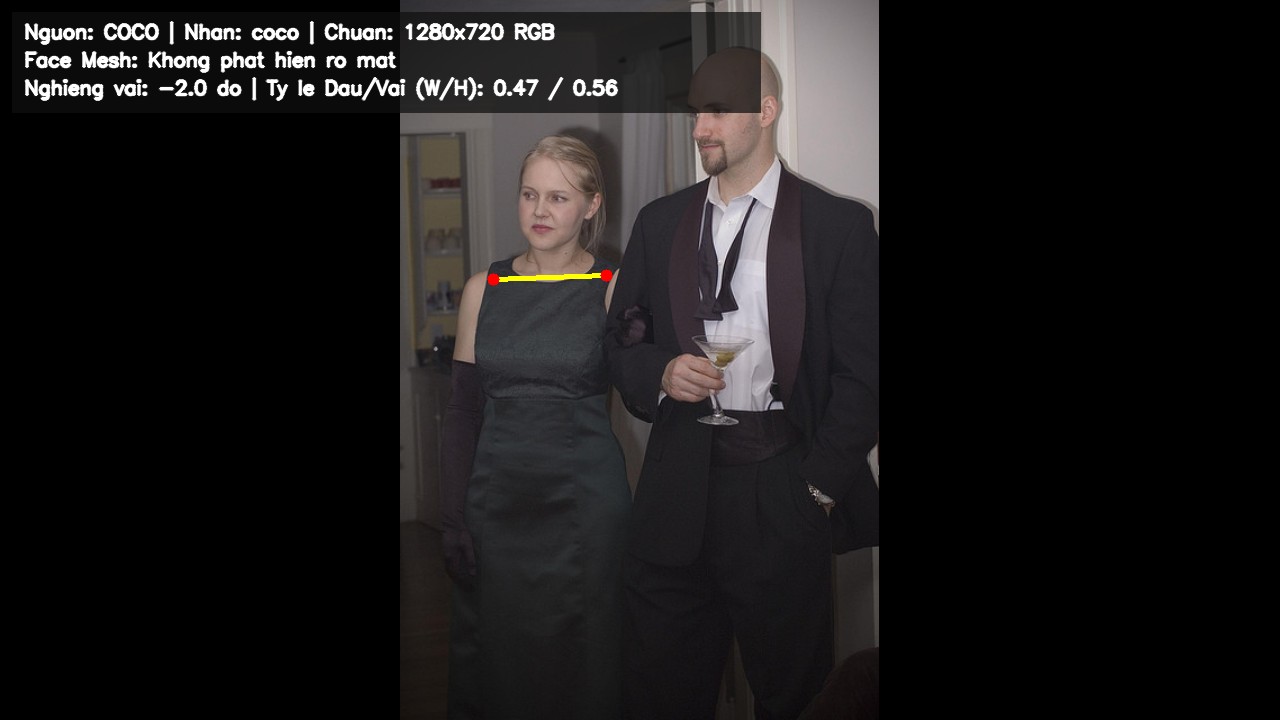 Nguon: COCO | Nhan: coco | Chuan: 1280x720 RGB
Face Mesh: Khong phat hien ro mat
Nghieng vai: -2.0 do | Ty le Dau/Vai (W/H): 0.47 / 0.56